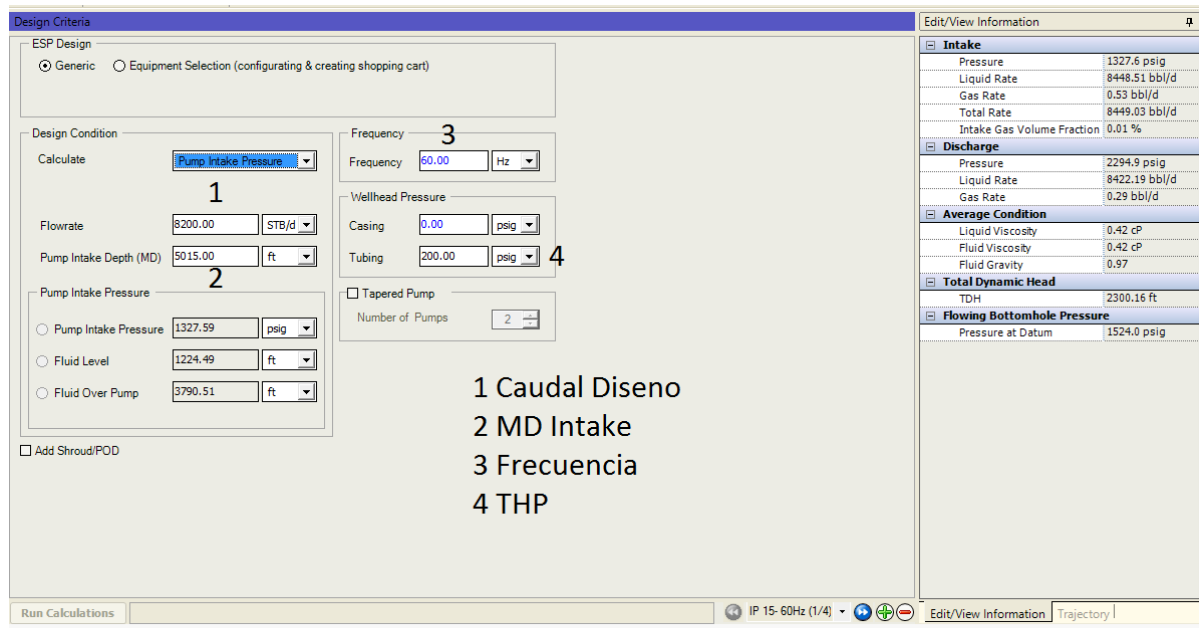 Design Criteria
ESP Design
Generic Equipment Selection (configurating & creating shopping cart)
Design Condition
Calculate Pump Intake Pressure
1
Flowrate 8200.00 STB/d
Pump Intake Depth (MD) 5015.00 ft
2
Pump Intake Pressure
Pump Intake Pressure 1327.59 psig
Fluid Level 1224.49 ft
Fluid Over Pump 3790.51 ft
Add Shroud/POD
Frequency
3
Frequency 60.00 Hz
Wellhead Pressure
Casing 0.00 psig
Tubing 200.00 psig 4
Tapered Pump
Number of Pumps 2
1 Caudal Diseno
2 MD Intake
3 Frecuencia
4 THP
Run Calculations
IP 15- 60Hz (1/4)
Edit/View Information
Intake
Pressure 1327.6 psig
Liquid Rate 8448.51 bbl/d
Gas Rate 0.53 bbl/d
Total Rate 8449.03 bbl/d
Intake Gas Volume Fraction 0.01 %
Discharge
Pressure 2294.9 psig
Liquid Rate 8422.19 bbl/d
Gas Rate 0.29 bbl/d
Average Condition
Liquid Viscosity 0.42 cP
Fluid Viscosity 0.42 cP
Fluid Gravity 0.97
Total Dynamic Head
TDH 2300.16 ft
Flowing Bottomhole Pressure
Pressure at Datum 1524.0 psig
Edit/View Information Trajectory